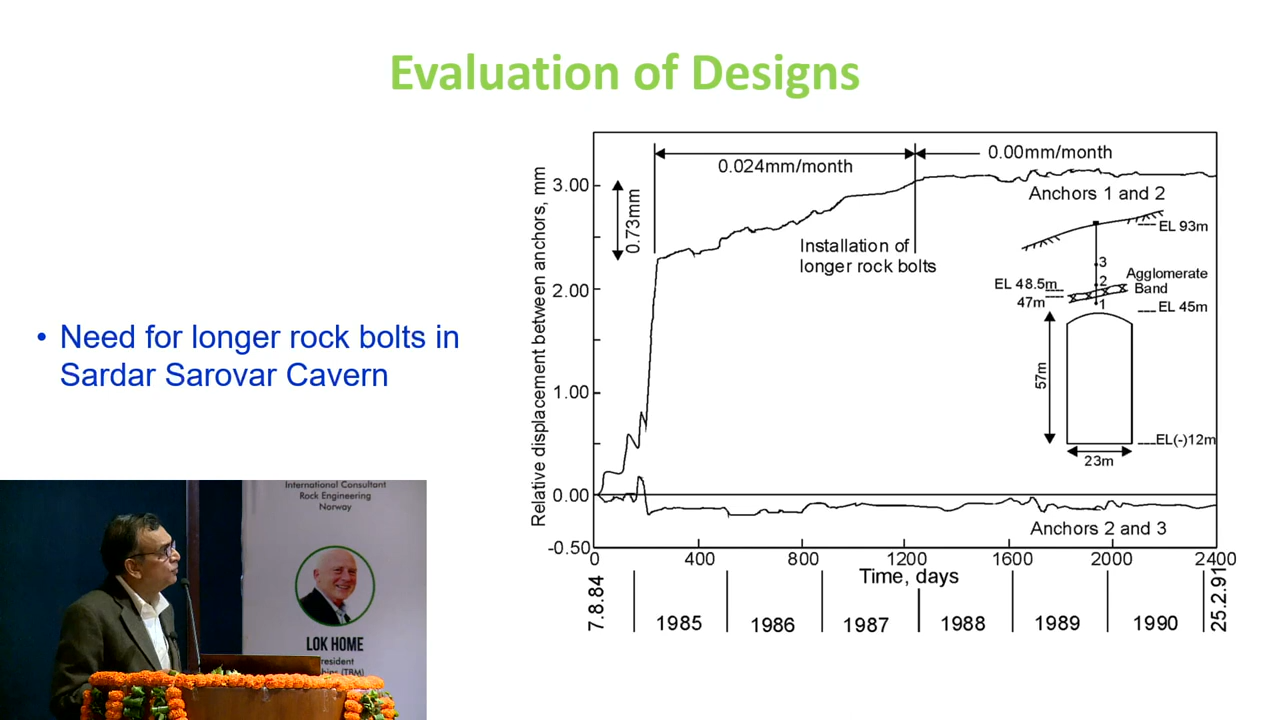 Evaluation of Designs
• Need for longer rock bolts in
Sardar Sarovar Cavern
Relative displacement between anchors, mm
3.00
2.00
1.00
0.00
-0.50
0.73mm
0.024mm/month
0.00mm/month
Anchors 1 and 2
Installation of
longer rock bolts
EL 93m
3
2
1
Agglomerate
Band
EL 48.5m
47m
EL 45m
57m
EL(-)12m
23m
Anchors 2 and 3
0 400 800 1200 1600 2000 2400
Time, days
7.8.84 1985 1986 1987 1988 1989 1990 25.2.91
International Consultant
Rock Engineering
Norway
LOK HOME
resident
(TBM)